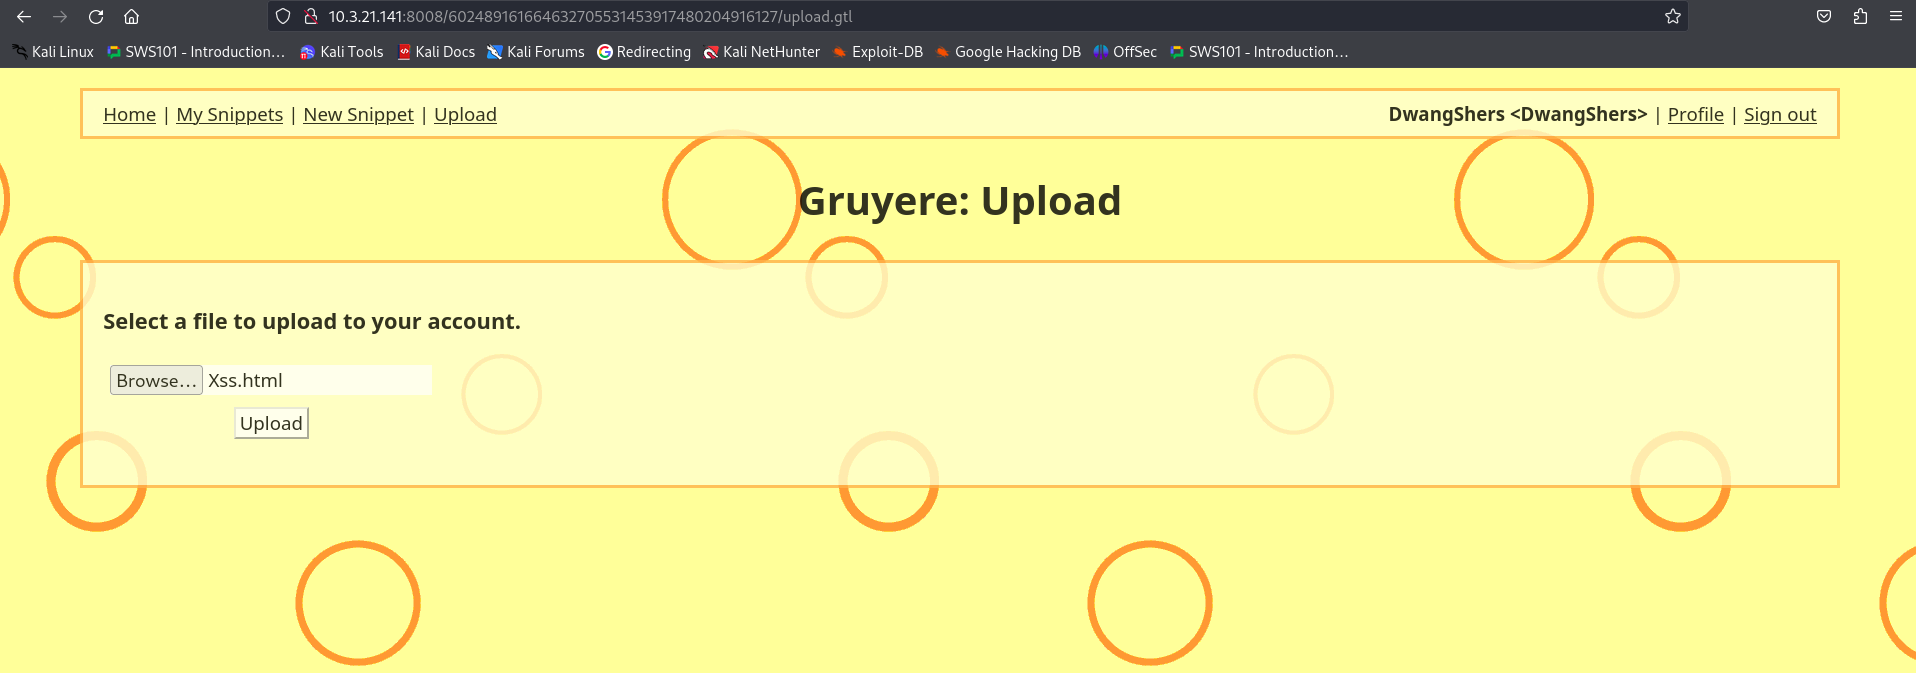 10.3.21.141:8008/602489161664632705531453917480204916127/upload.gtl
Kali Linux SWS101 - Introduction... Kali Tools Kali Docs Kali Forums Redirecting Kali NetHunter Exploit-DB Google Hacking DB OffSec SWS101 - Introduction...
Home | My Snippets | New Snippet | Upload DwangShers <DwangShers> | Profile | Sign out
Gruyere: Upload
Select a file to upload to your account.
Browse... Xss.html
Upload